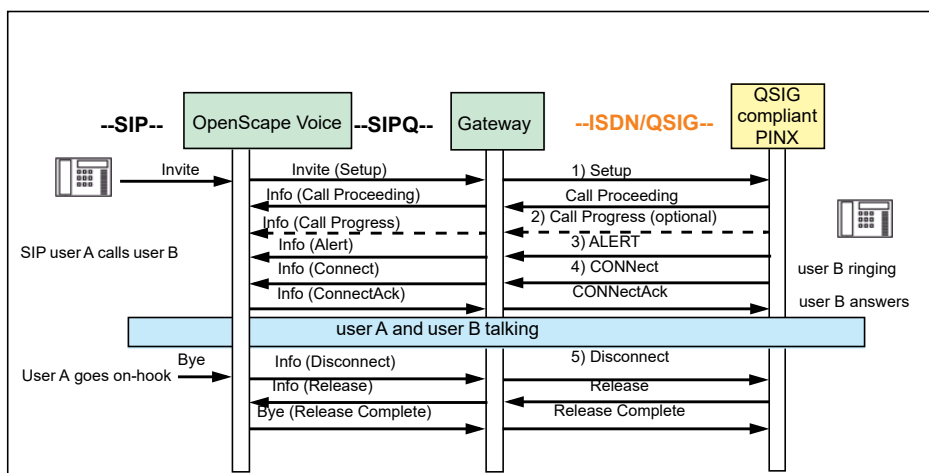 --SIP--
OpenScape Voice
--SIPQ--
Gateway
--ISDN/QSIG--
QSIG
compliant
PINX
Invite
Invite (Setup)
1) Setup
Info (Call Proceeding)
Call Proceeding
Info (Call Progress)
2) Call Progress (optional)
SIP user A calls user B
Info (Alert)
3) ALERT
Info (Connect)
4) CONNect
user B ringing
Info (ConnectAck)
CONNectAck
user B answers
user A and user B talking
Bye
Info (Disconnect)
5) Disconnect
User A goes on-hook
Info (Release)
Release
Bye (Release Complete)
Release Complete